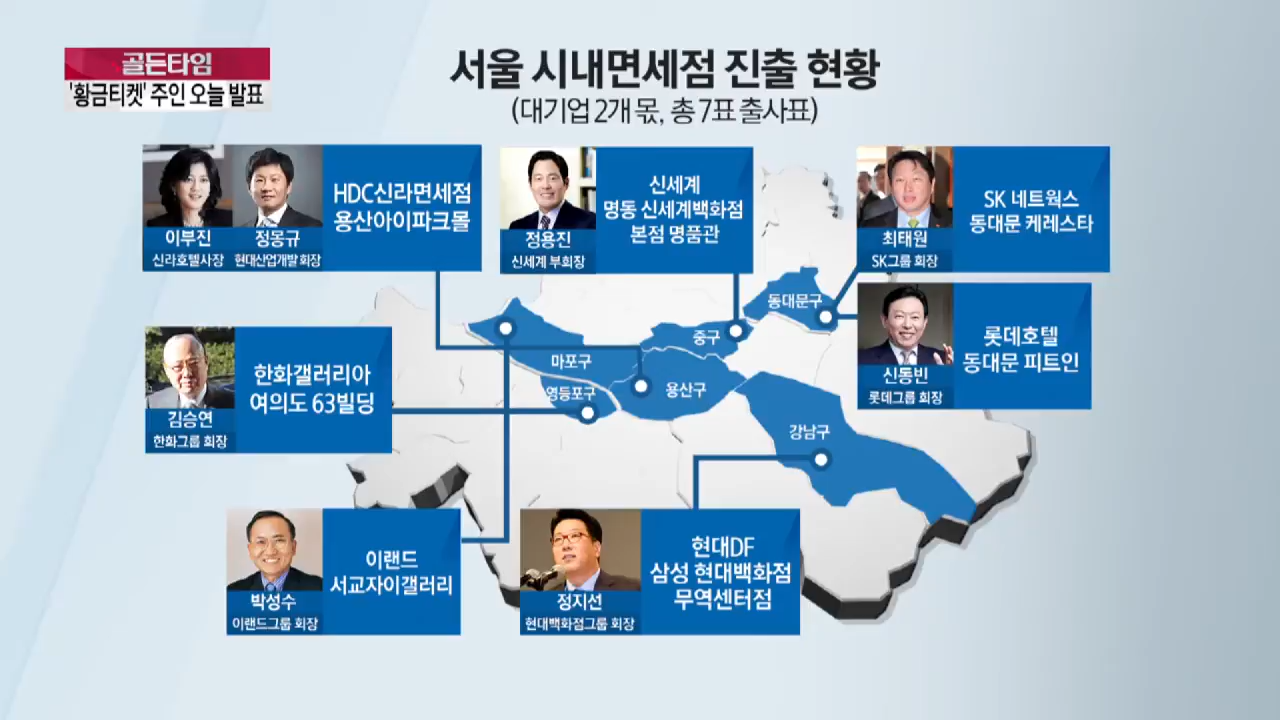 골든타임
'황금티켓' 주인 오늘 발표
서울 시내면세점 진출 현황
(대기업 2개 몫, 총 7표 출사표)
이부진
신라호텔사장
정몽규
현대산업개발 회장
HDC신라면세점
용산아이파크몰
정용진
신세계 부회장
신세계
명동 신세계백화점
본점 명품관
최태원
SK그룹 회장
SK 네트웍스
동대문 케레스타
신동빈
롯데그룹 회장
롯데호텔
동대문 피트인
김승연
한화그룹 회장
한화갤러리아
여의도 63빌딩
동대문구
중구
마포구
영등포구
용산구
강남구
박성수
이랜드그룹 회장
이랜드
서교자이갤러리
정지선
현대백화점그룹 회장
현대DF
삼성 현대백화점
무역센터점